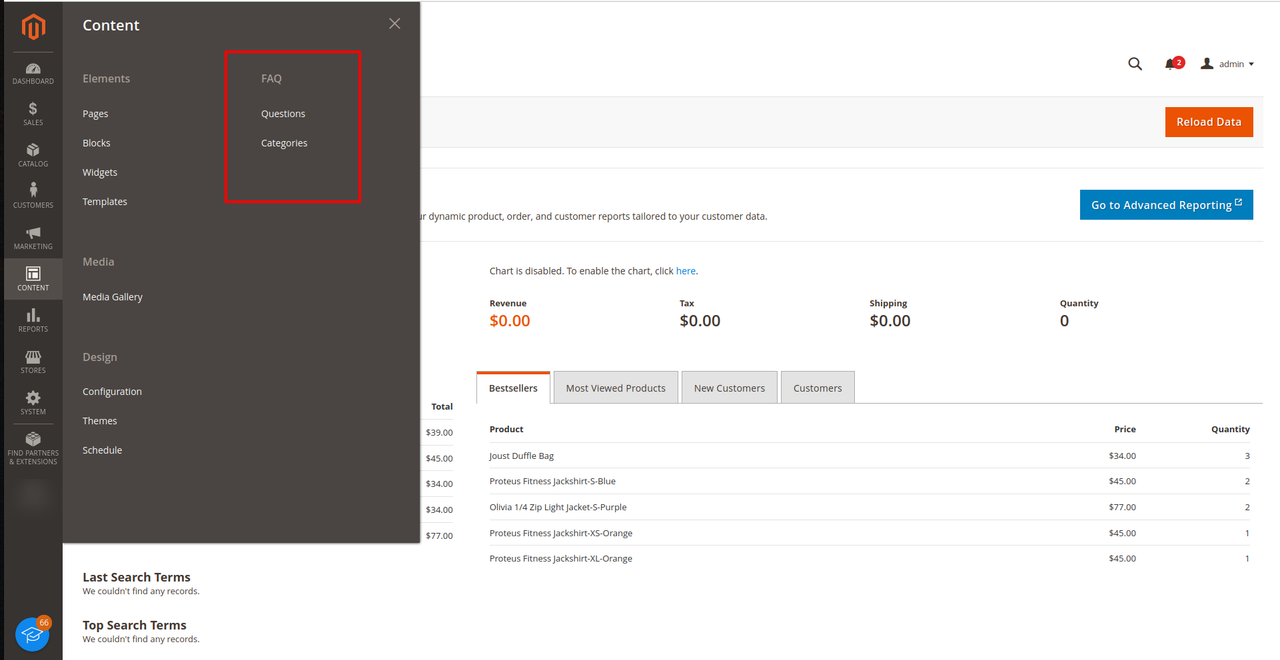 Content
Elements
Pages
Blocks
Widgets
Templates
Media
Media Gallery
Design
Configuration
Themes
Schedule
FAQ
Questions
Categories
DASHBOARD
SALES
CATALOG
CUSTOMERS
MARKETING
CONTENT
REPORTS
STORES
SYSTEM
FIND PARTNERS
& EXTENSIONS
66
2
admin
Reload Data
dynamic product, order, and customer reports tailored to your customer data.
Go to Advanced Reporting
Chart is disabled. To enable the chart, click here.
Revenue Tax Shipping Quantity
$0.00 $0.00 $0.00 0
Total
$39.00
$45.00
$34.00
$34.00
$77.00
Bestsellers Most Viewed Products New Customers Customers
Product Price Quantity
Joust Duffle Bag $34.00 3
Proteus Fitness Jackshirt-S-Blue $45.00 2
Olivia 1/4 Zip Light Jacket-S-Purple $77.00 2
Proteus Fitness Jackshirt-XS-Orange $45.00 1
Proteus Fitness Jackshirt-XL-Orange $45.00 1
Last Search Terms
We couldn't find any records.
Top Search Terms
We couldn't find any records.